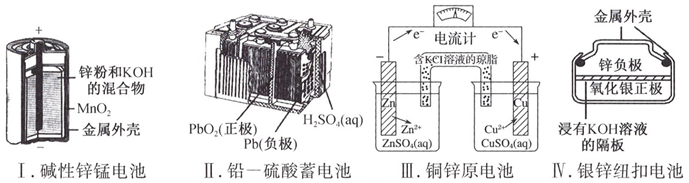 +
锌粉和KOH
的混合物
MnO₂
金属外壳
Ⅰ.碱性锌锰电池
PbO₂(正极)
Pb(负极)
H₂SO₄(aq)
Ⅱ.铅－硫酸蓄电池
e⁻
电流计
e⁻
－
含KCl溶液的琼脂
+
Zn
Cu
Zn²⁺
Cu²⁺
ZnSO₄(aq)
CuSO₄(aq)
Ⅲ.铜锌原电池
金属外壳
锌负极
氧化银正极
浸有KOH溶液
的隔板
Ⅳ.银锌纽扣电池